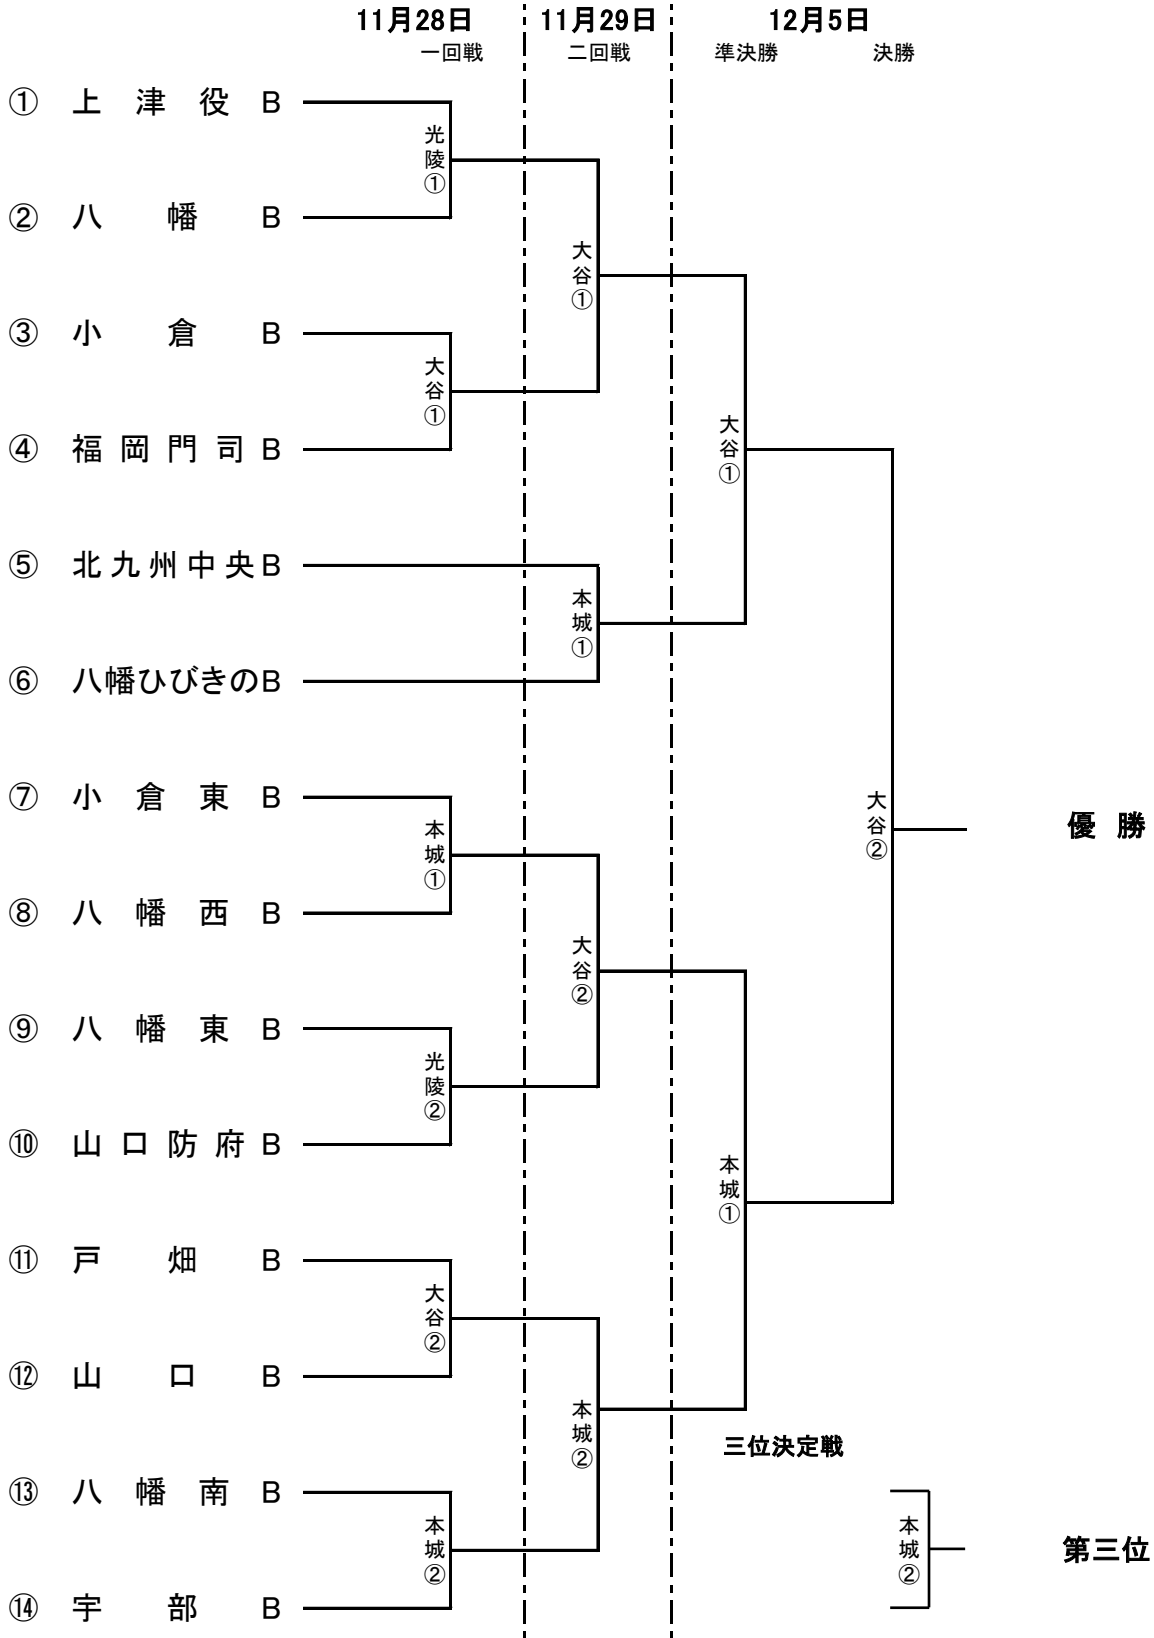 11月28日 11月29日 12月5日
一回戦 二回戦 準決勝 決勝
① 上津役 B
光陵①
② 八幡 B
大谷①
③ 小倉 B
大谷①
④ 福岡門司 B
大谷①
⑤ 北九州中央 B
本城①
⑥ 八幡ひびきの B
⑦ 小倉東 B
大谷②
優勝
本城①
⑧ 八幡西 B
大谷②
⑨ 八幡東 B
光陵②
⑩ 山口防府 B
本城①
⑪ 戸畑 B
大谷②
⑫ 山口 B
本城②
三位決定戦
⑬ 八幡南 B
本城②
本城②
第三位
⑭ 宇部 B